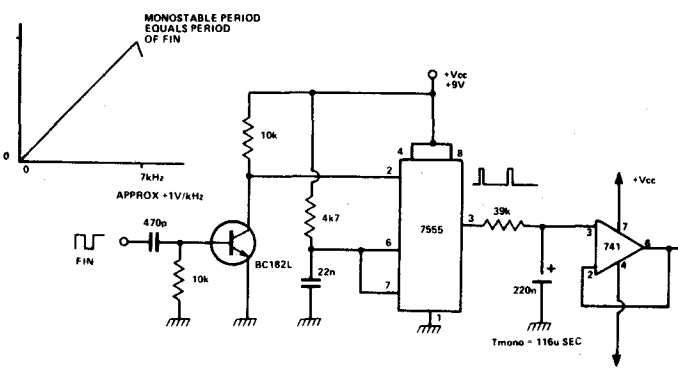 MONOSTABLE PERIOD
EQUALS PERIOD
OF FIN
0
0
7kHz
APPROX +1V/kHz
+Vcc
+9V
10k
4
8
2
7555
4k7
470p
FIN
10k
BC182L
22n
6
7
1
3
39k
220n
+
Tmono = 116u SEC
+Vcc
3
7
741
6
2
4